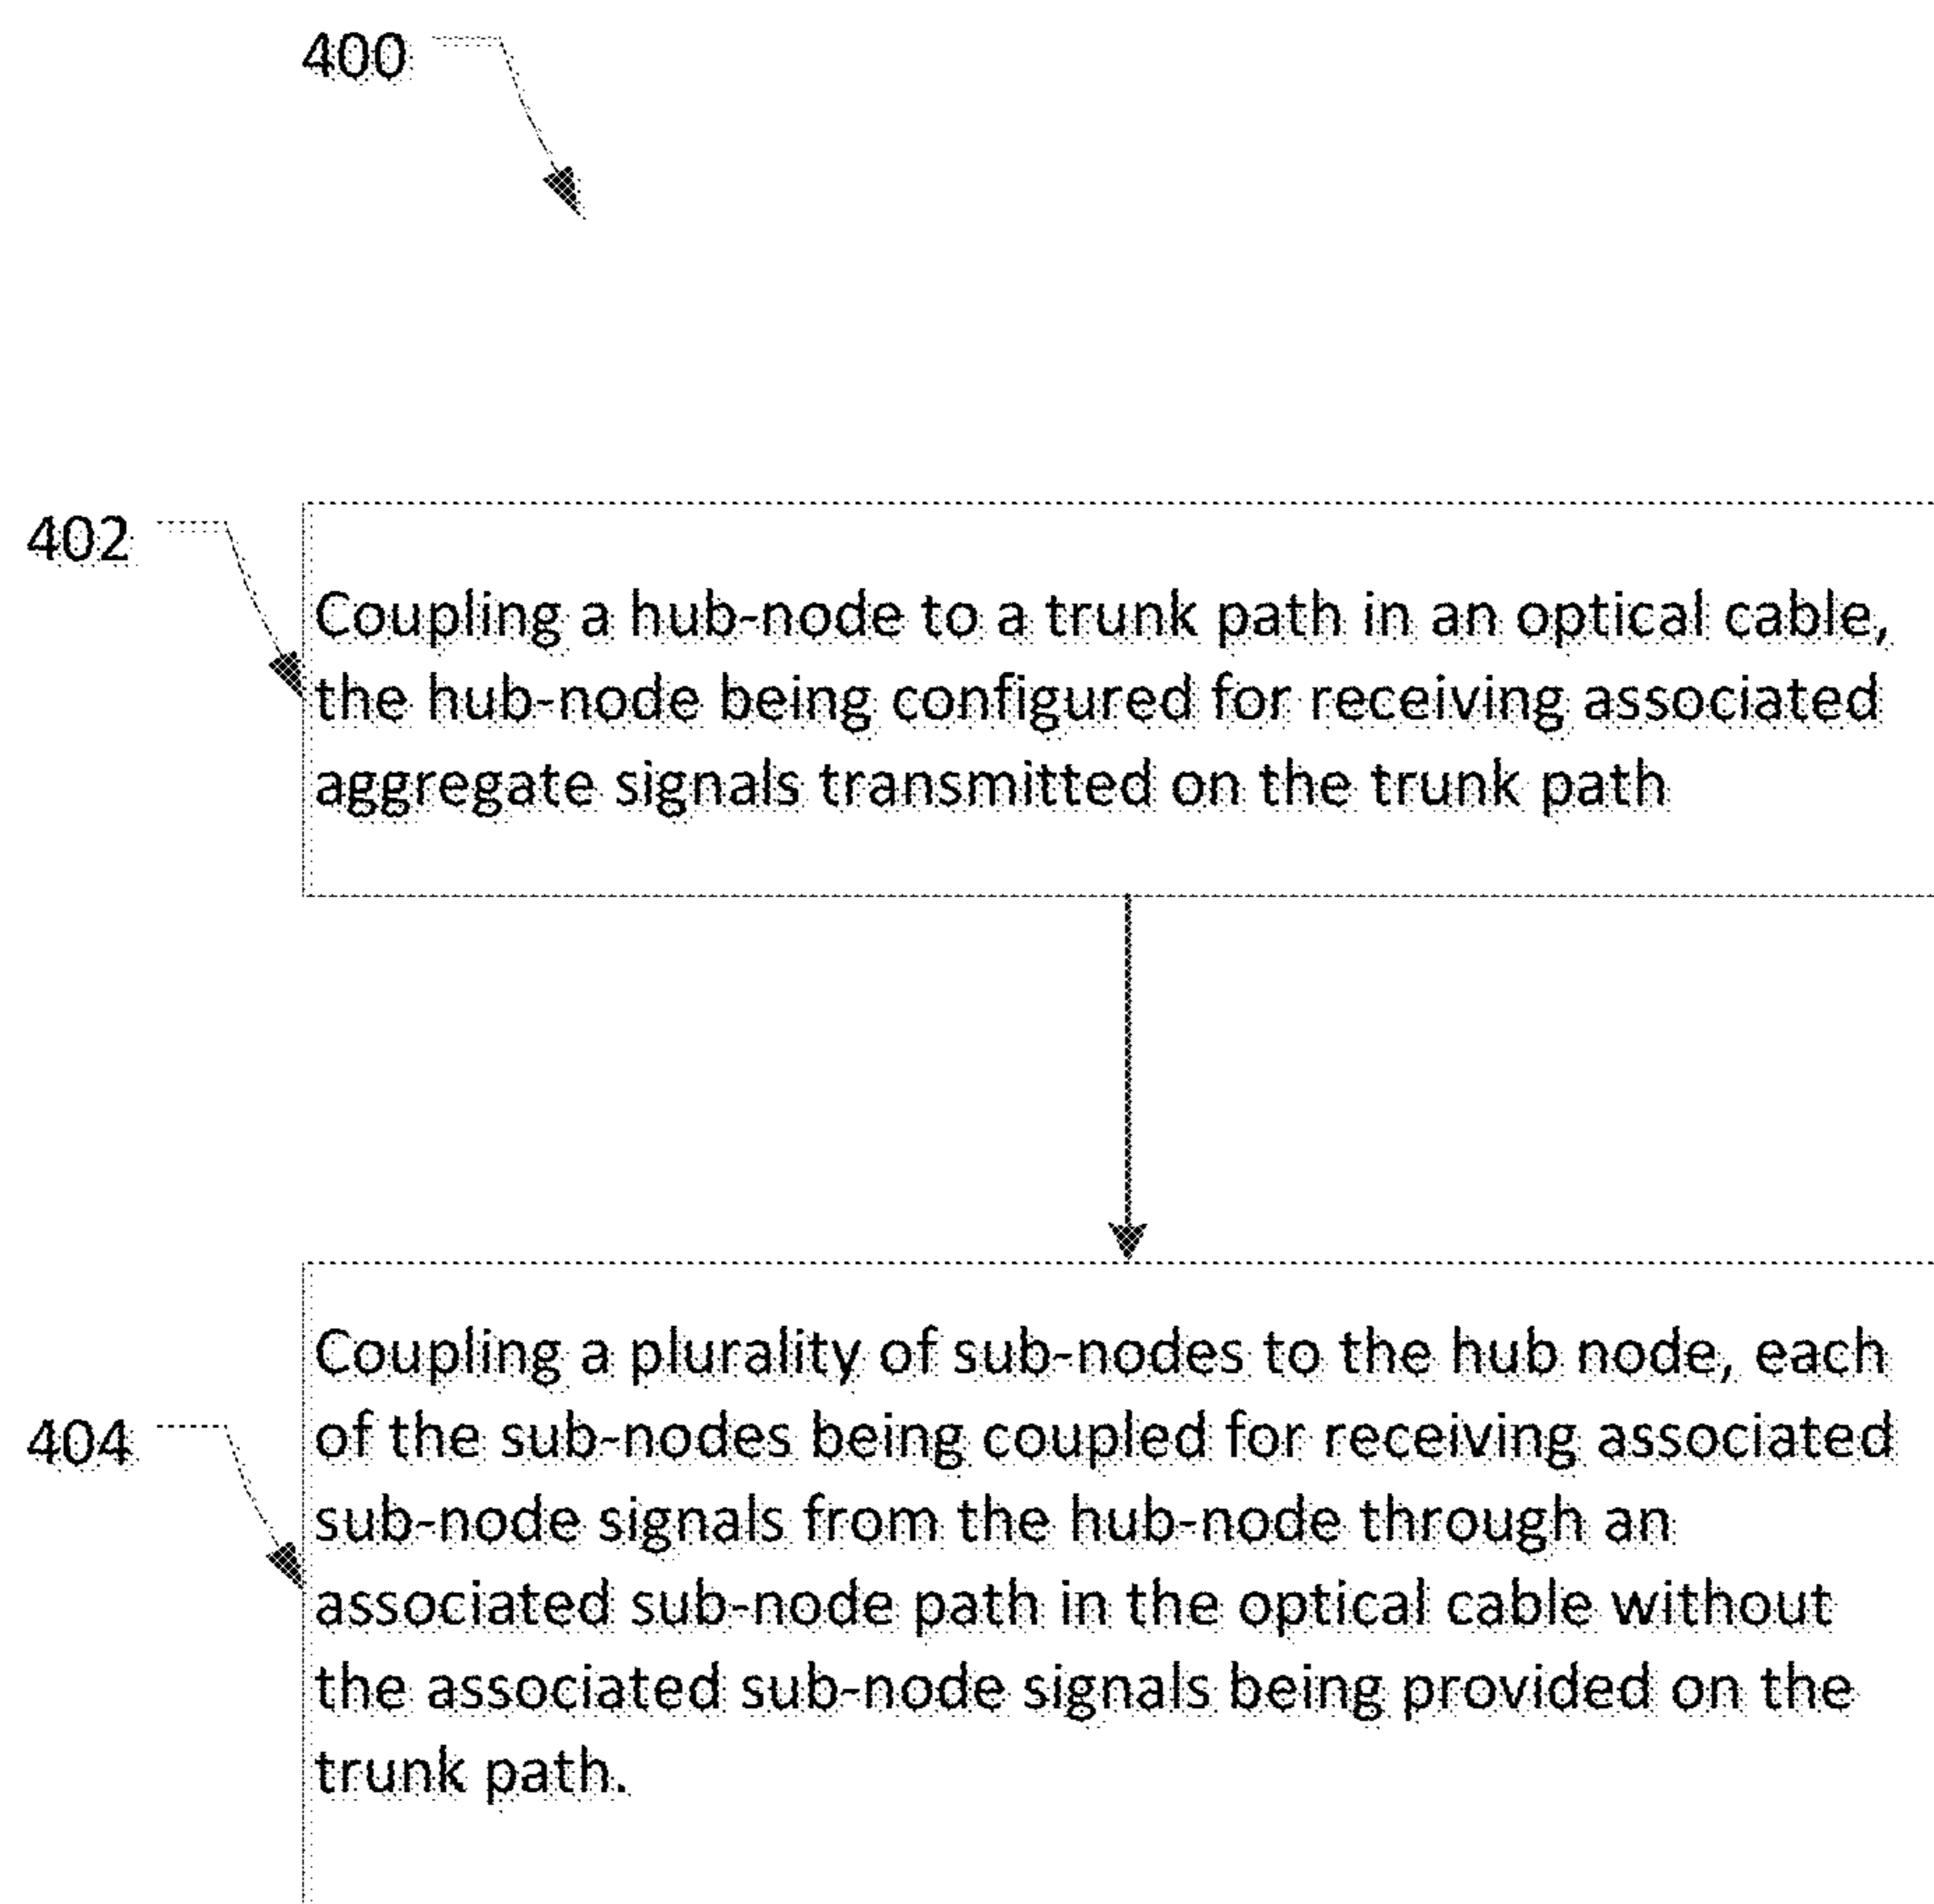 400
402
Coupling a hub-node to a trunk path in an optical cable,
the hub-node being configured for receiving associated
aggregate signals transmitted on the trunk path
Coupling a plurality of sub-nodes to the hub node, each
404
of the sub-nodes being coupled for receiving associated
sub-node signals from the hub-node through an
associated sub-node path in the optical cable without
the associated sub-node signals being provided on the
trunk path.